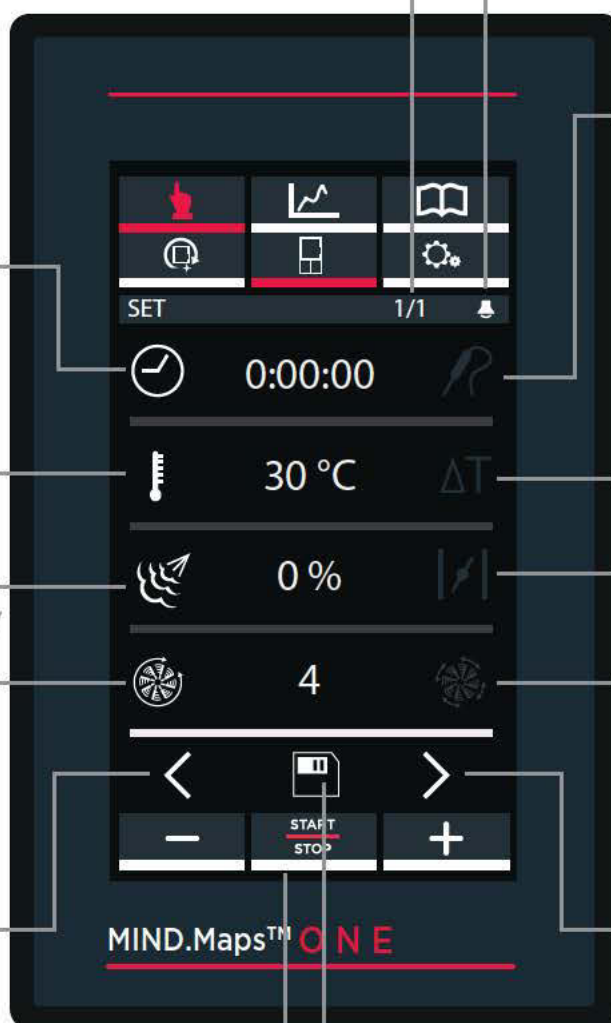 SET 1/1
0:00:00
30 °C ΔT
0 %
4
START
STOP
MIND.Maps™ ONE